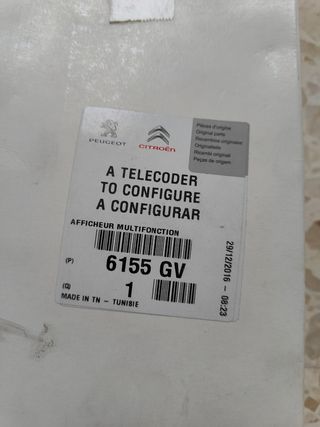 PEUGEOT
CITROËN
Pièces d'origine
Original parts
Recambios originales
Originalteile
Ricambi originali
Peças de origem
A TELECODER
TO CONFIGURE
A CONFIGURAR
AFFICHEUR MULTIFONCTION
(P) 6155 GV
(Q) 1
MADE IN TN - TUNISIE
29/12/2016 - 08:23